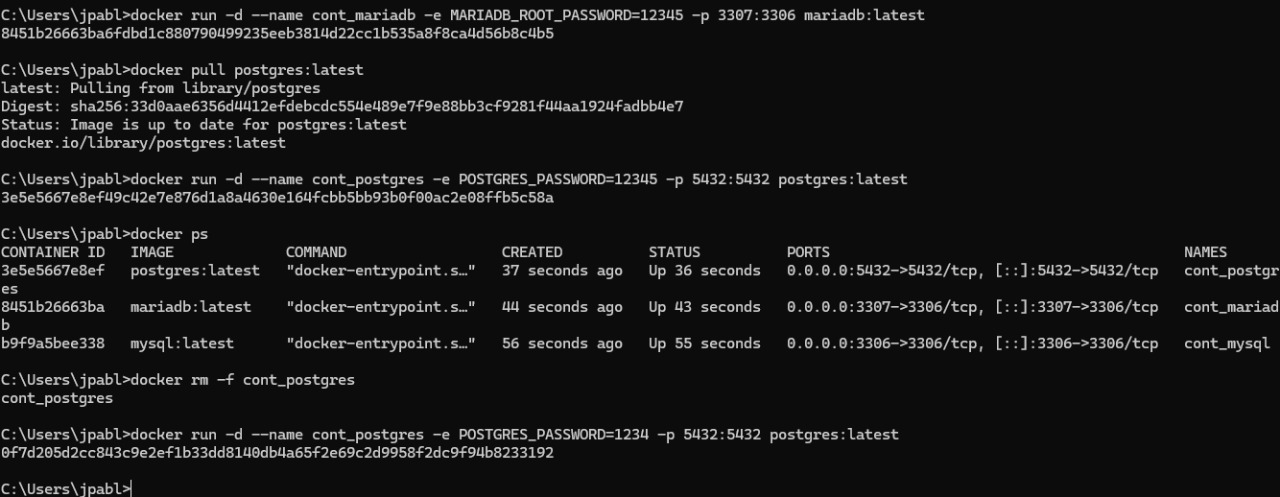 C:\Users\jpabl>docker run -d --name cont_mariadb -e MARIADB_ROOT_PASSWORD=12345 -p 3307:3306 mariadb:latest
8451b26663ba6fdbd1c880790499235eeb3814d22cc1b535a8f8ca4d56b8c4b5
C:\Users\jpabl>docker pull postgres:latest
latest: Pulling from library/postgres
Digest: sha256:33d0aae6356d4412efdebcdc554e489e7f9e88bb3cf9281f44aa1924fadbb4e7
Status: Image is up to date for postgres:latest
docker.io/library/postgres:latest
C:\Users\jpabl>docker run -d --name cont_postgres -e POSTGRES_PASSWORD=12345 -p 5432:5432 postgres:latest
3e5e5667e8ef49c42e7e876d1a8a4630e164fcbb5bb93b0f00ac2e08ffb5c58a
C:\Users\jpabl>docker ps
CONTAINER ID   IMAGE             COMMAND                  CREATED          STATUS          PORTS                                         NAMES
3e5e5667e8ef   postgres:latest   "docker-entrypoint.s…"   37 seconds ago   Up 36 seconds   0.0.0.0:5432->5432/tcp, [::]:5432->5432/tcp   cont_postgr
es
8451b26663ba   mariadb:latest    "docker-entrypoint.s…"   44 seconds ago   Up 43 seconds   0.0.0.0:3307->3306/tcp, [::]:3307->3306/tcp   cont_mariad
b
b9f9a5bee338   mysql:latest      "docker-entrypoint.s…"   56 seconds ago   Up 55 seconds   0.0.0.0:3306->3306/tcp, [::]:3306->3306/tcp   cont_mysql
C:\Users\jpabl>docker rm -f cont_postgres
cont_postgres
C:\Users\jpabl>docker run -d --name cont_postgres -e POSTGRES_PASSWORD=1234 -p 5432:5432 postgres:latest
0f7d205d2cc843c9e2ef1b33dd8140db4a65f2e69c2d9958f2dc9f94b8233192
C:\Users\jpabl>